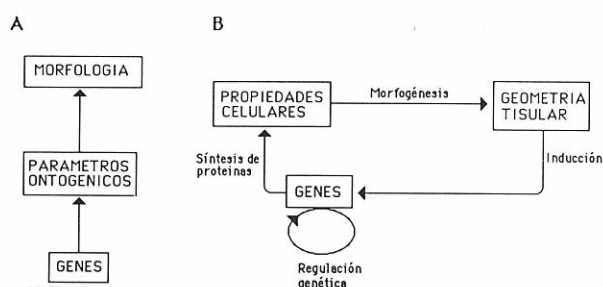 A
MORFOLOGIA
PARAMETROS
ONTOGENICOS
GENES
B
PROPIEDADES
CELULARES
Morfogénesis
GEOMETRIA
TISULAR
Síntesis de
proteinas
Inducción
GENES
Regulación
genética